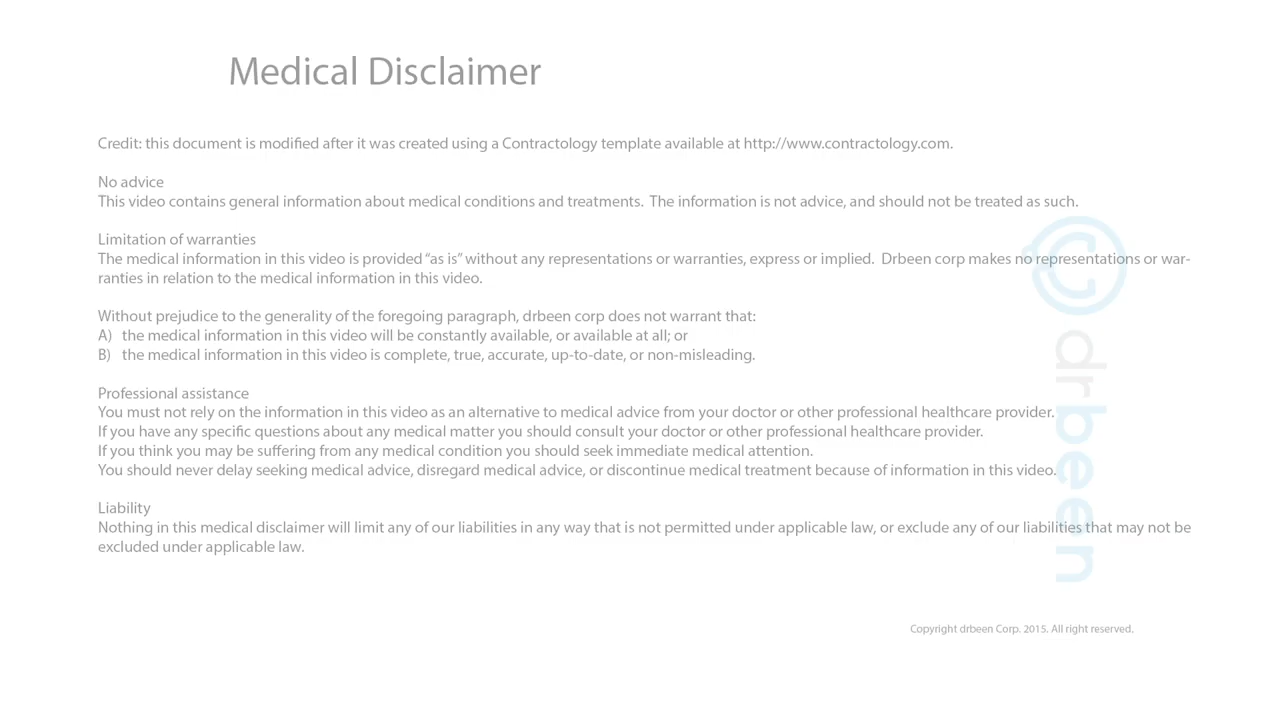 Medical Disclaimer
Credit: this document is modified after it was created using a Contractology template available at http://www.contractology.com.
No advice
This video contains general information about medical conditions and treatments.  The information is not advice, and should not be treated as such.
Limitation of warranties
The medical information in this video is provided “as is” without any representations or warranties, express or implied.  Drbeen corp makes no representations or war-
ranties in relation to the medical information in this video.
Without prejudice to the generality of the foregoing paragraph, drbeen corp does not warrant that:
A)  the medical information in this video will be constantly available, or available at all; or
B)  the medical information in this video is complete, true, accurate, up-to-date, or non-misleading.
Professional assistance
You must not rely on the information in this video as an alternative to medical advice from your doctor or other professional healthcare provider.
If you have any specific questions about any medical matter you should consult your doctor or other professional healthcare provider.
If you think you may be suffering from any medical condition you should seek immediate medical attention.
You should never delay seeking medical advice, disregard medical advice, or discontinue medical treatment because of information in this video.
Liability
Nothing in this medical disclaimer will limit any of our liabilities in any way that is not permitted under applicable law, or exclude any of our liabilities that may not be
excluded under applicable law.
Copyright drbeen Corp. 2015. All right reserved.
© drbeen